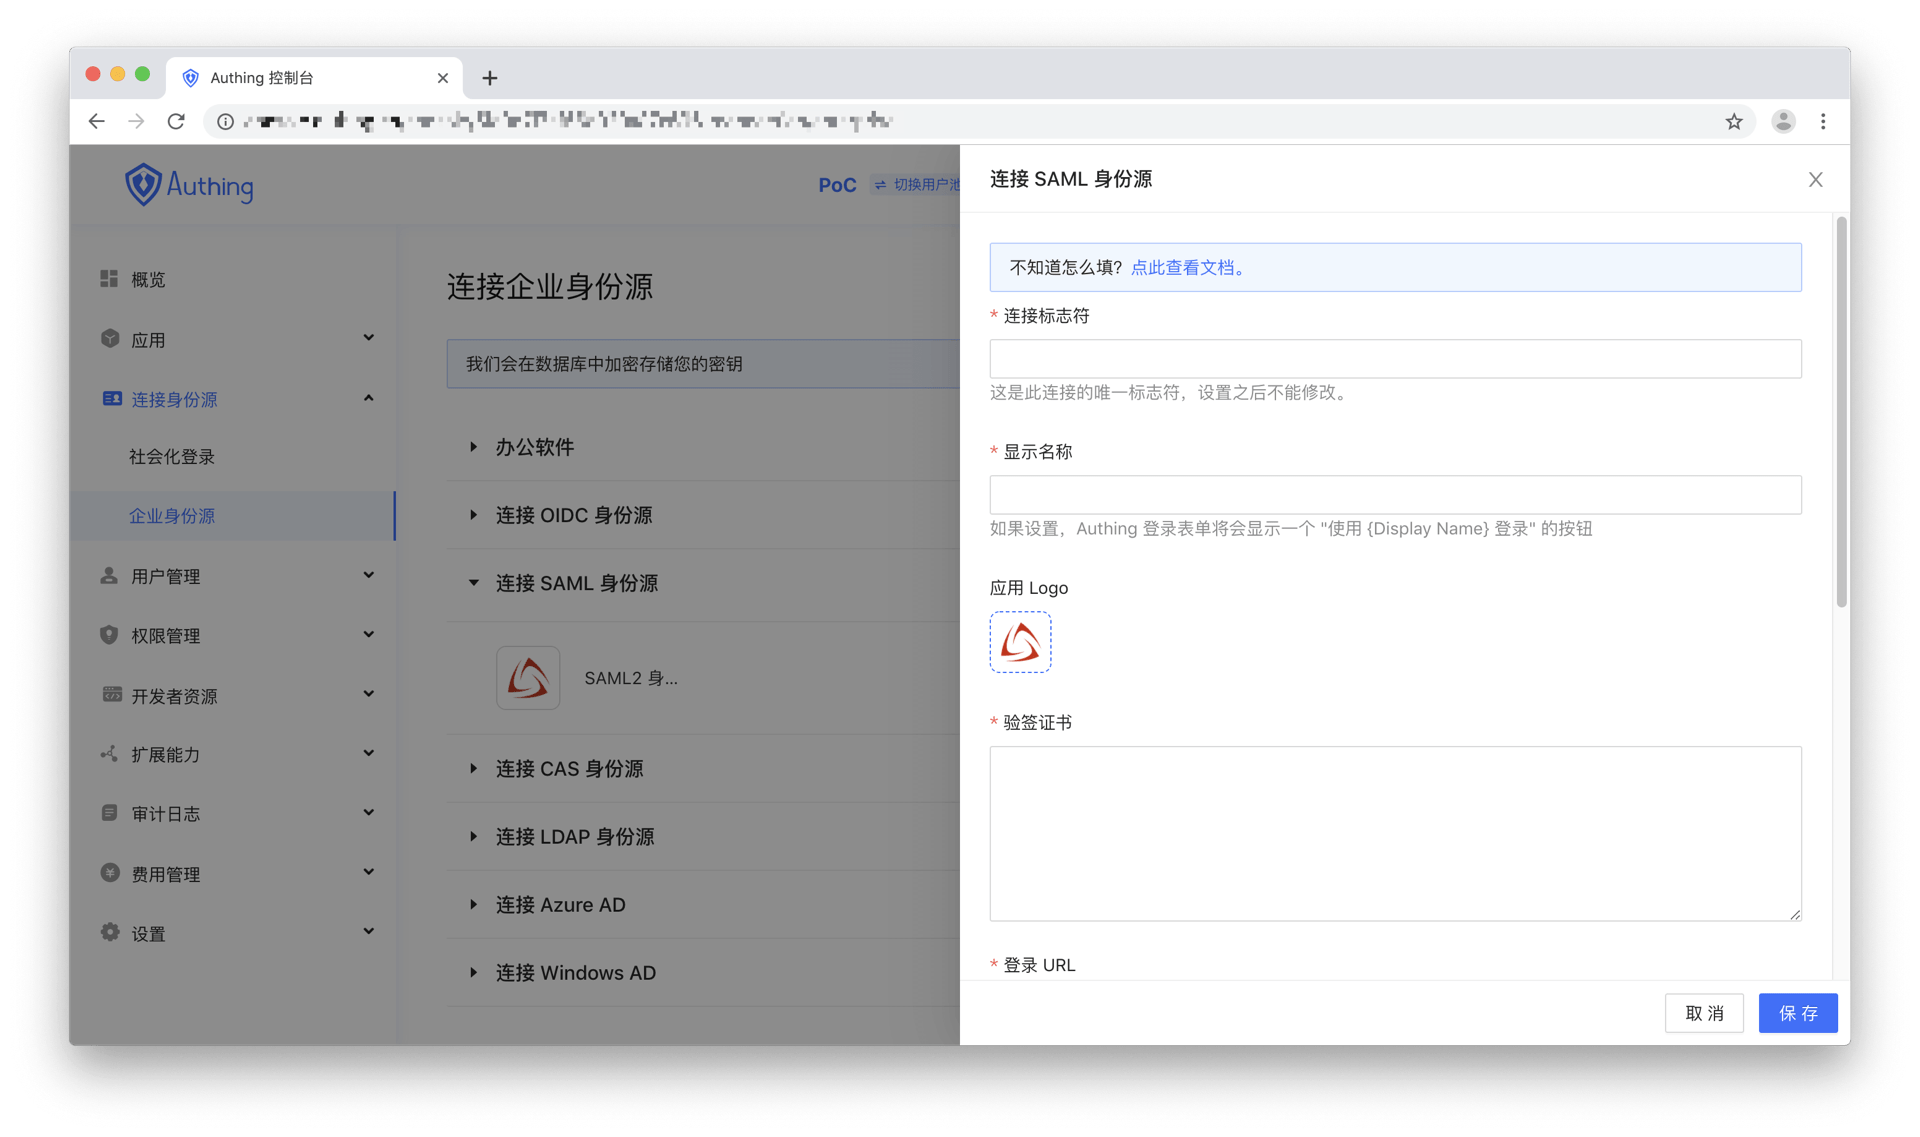 Authing 控制台
Authing
PoC
切换用户池
概览
应用
连接身份源
社会化登录
企业身份源
用户管理
权限管理
开发者资源
扩展能力
审计日志
费用管理
设置
连接企业身份源
我们会在数据库中加密存储您的密钥
办公软件
连接 OIDC 身份源
连接 SAML 身份源
SAML2 身...
连接 CAS 身份源
连接 LDAP 身份源
连接 Azure AD
连接 Windows AD
连接 SAML 身份源
不知道怎么填? 点此查看文档。
* 连接标志符
这是此连接的唯一标志符，设置之后不能修改。
* 显示名称
如果设置，Authing 登录表单将会显示一个 "使用 {Display Name} 登录" 的按钮
应用 Logo
* 验签证书
* 登录 URL
取 消
保 存